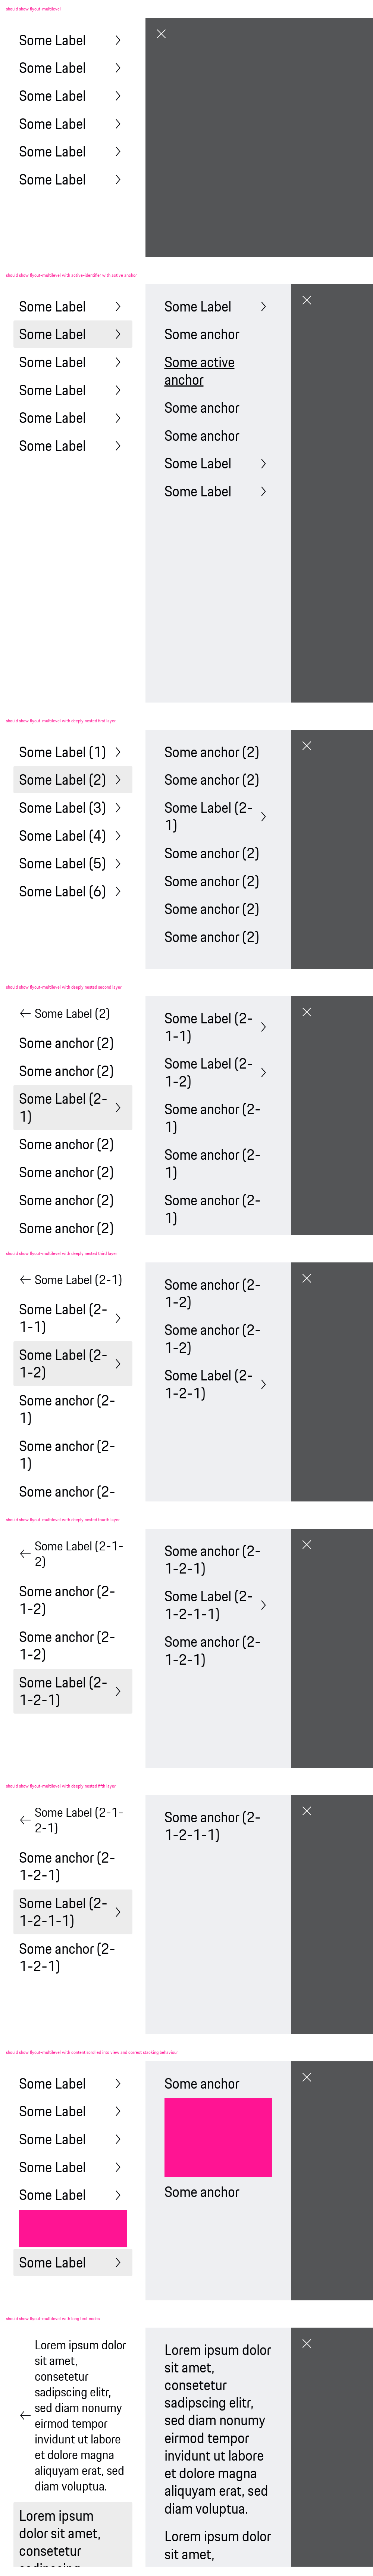 should show flyout-multilevel
Some Label
Some Label
Some Label
Some Label
Some Label
Some Label
should show flyout-multilevel with active-identifier with active anchor
Some Label
Some Label
Some Label
Some Label
Some Label
Some Label
Some Label
Some anchor
Some active
anchor
Some anchor
Some anchor
Some Label
Some Label
should show flyout-multilevel with deeply nested first layer
Some Label (1)
Some Label (2)
Some Label (3)
Some Label (4)
Some Label (5)
Some Label (6)
Some anchor (2)
Some anchor (2)
Some Label (2-
1)
Some anchor (2)
Some anchor (2)
Some anchor (2)
Some anchor (2)
should show flyout-multilevel with deeply nested second layer
Some Label (2)
Some anchor (2)
Some anchor (2)
Some Label (2-
1)
Some anchor (2)
Some anchor (2)
Some anchor (2)
Some anchor (2)
Some Label (2-
1-1)
Some Label (2-
1-2)
Some anchor (2-
1)
Some anchor (2-
1)
Some anchor (2-
1)
should show flyout-multilevel with deeply nested third layer
Some Label (2-1)
Some Label (2-
1-1)
Some Label (2-
1-2)
Some anchor (2-
1)
Some anchor (2-
1)
Some anchor (2-
Some anchor (2-
1-2)
Some anchor (2-
1-2)
Some Label (2-
1-2-1)
should show flyout-multilevel with deeply nested fourth layer
Some Label (2-1-
2)
Some anchor (2-
1-2)
Some anchor (2-
1-2)
Some Label (2-
1-2-1)
Some anchor (2-
1-2-1)
Some Label (2-
1-2-1-1)
Some anchor (2-
1-2-1)
should show flyout-multilevel with deeply nested fifth layer
Some Label (2-1-
2-1)
Some anchor (2-
1-2-1)
Some Label (2-
1-2-1-1)
Some anchor (2-
1-2-1)
Some anchor (2-
1-2-1-1)
should show flyout-multilevel with content scrolled into view and correct stacking behaviour
Some Label
Some Label
Some Label
Some Label
Some Label
Some Label
Some anchor
Some anchor
should show flyout-multilevel with long text nodes
Lorem ipsum dolor
sit amet,
consetetur
sadipscing elitr,
sed diam nonumy
eirmod tempor
invidunt ut labore
et dolore magna
aliquyam erat, sed
diam voluptua.
Lorem ipsum
dolor sit amet,
consetetur
sadipscing
Lorem ipsum dolor
sit amet,
consetetur
sadipscing elitr,
sed diam nonumy
eirmod tempor
invidunt ut labore
et dolore magna
aliquyam erat, sed
diam voluptua.
Lorem ipsum dolor
sit amet,